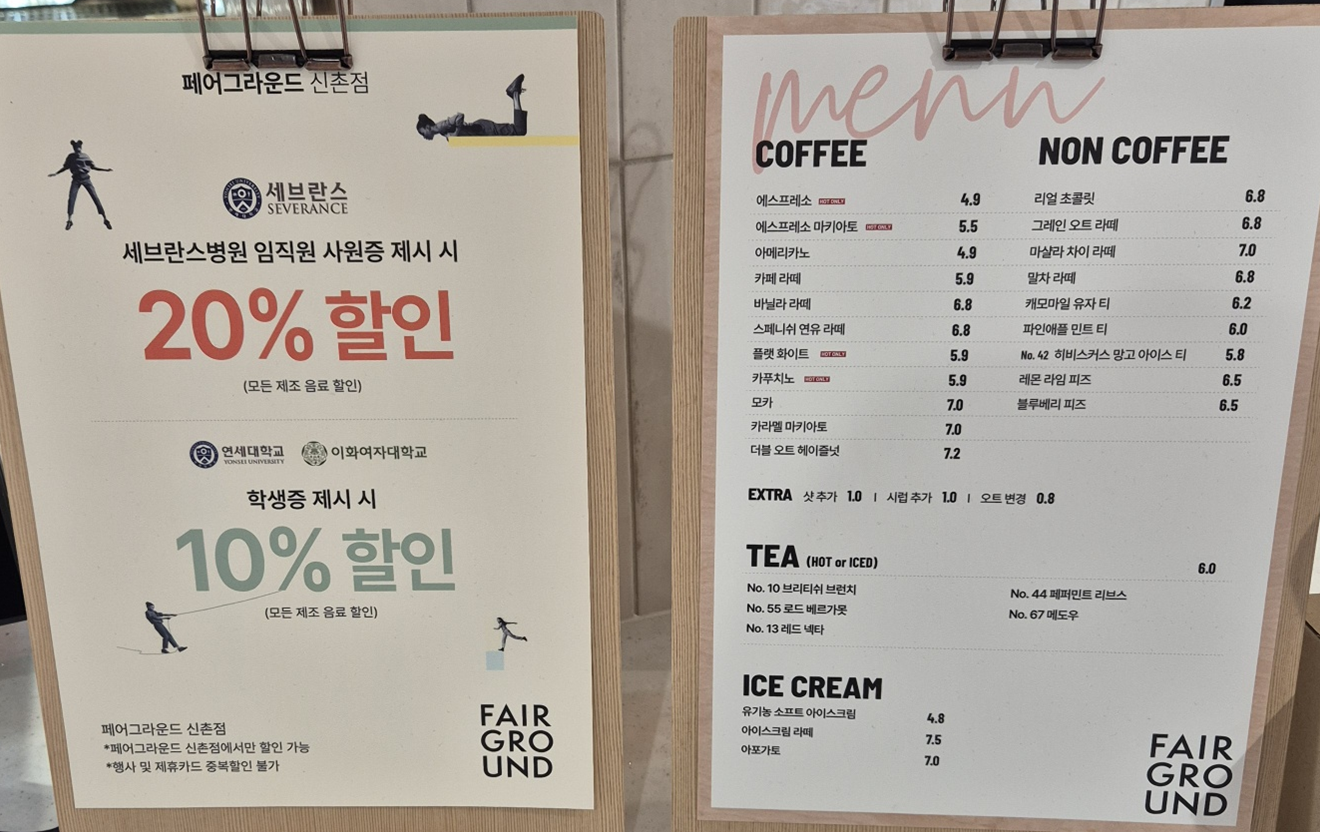 페어그라운드 신촌점
세브란스
SEVERANCE
세브란스병원 임직원 사원증 제시 시
20% 할인
(모든 제조 음료 할인)
연세대학교
YONSEI UNIVERSITY
이화여자대학교
학생증 제시 시
10% 할인
(모든 제조 음료 할인)
페어그라운드 신촌점
*페어그라운드 신촌점에서만 할인 가능
*행사 및 제휴카드 중복할인 불가
FAIR
GRO
UND
menu
COFFEE
에스프레소 HOT ONLY 4.9
에스프레소 마키아토 HOT ONLY 5.5
아메리카노 4.9
카페 라떼 5.9
바닐라 라떼 6.8
스페니쉬 연유 라떼 6.8
플랫 화이트 HOT ONLY 5.9
카푸치노 HOT ONLY 5.9
모카 7.0
카라멜 마키아토 7.0
더블 오트 헤이즐넛 7.2
NON COFFEE
리얼 초콜릿 6.8
그레인 오트 라떼 6.8
마살라 차이 라떼 7.0
말차 라떼 6.8
캐모마일 유자 티 6.2
파인애플 민트 티 6.0
No. 42 히비스커스 망고 아이스 티 5.8
레몬 라임 피즈 6.5
블루베리 피즈 6.5
EXTRA 샷 추가 1.0 | 시럽 추가 1.0 | 오트 변경 0.8
TEA (HOT or ICED) 6.0
No. 10 브리티쉬 브런치
No. 55 로드 베르가못
No. 13 레드 넥타
No. 44 페퍼민트 리브스
No. 67 메도우
ICE CREAM
유기농 소프트 아이스크림 4.8
아이스크림 라떼 7.5
아포가토 7.0
FAIR
GRO
UND